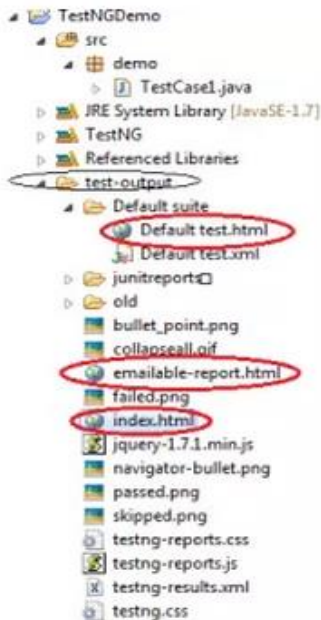 TestNGDemo
src
demo
TestCase1.java
JRE System Library [JavaSE-1.7]
TestNG
Referenced Libraries
test-output
Default suite
Default test.html
Default test.xml
junitreports
old
bullet_point.png
collapseall.gif
emailable-report.html
failed.png
index.html
jquery-1.7.1.min.js
navigator-bullet.png
passed.png
skipped.png
testng-reports.css
testng-reports.js
testng-results.xml
testng.css